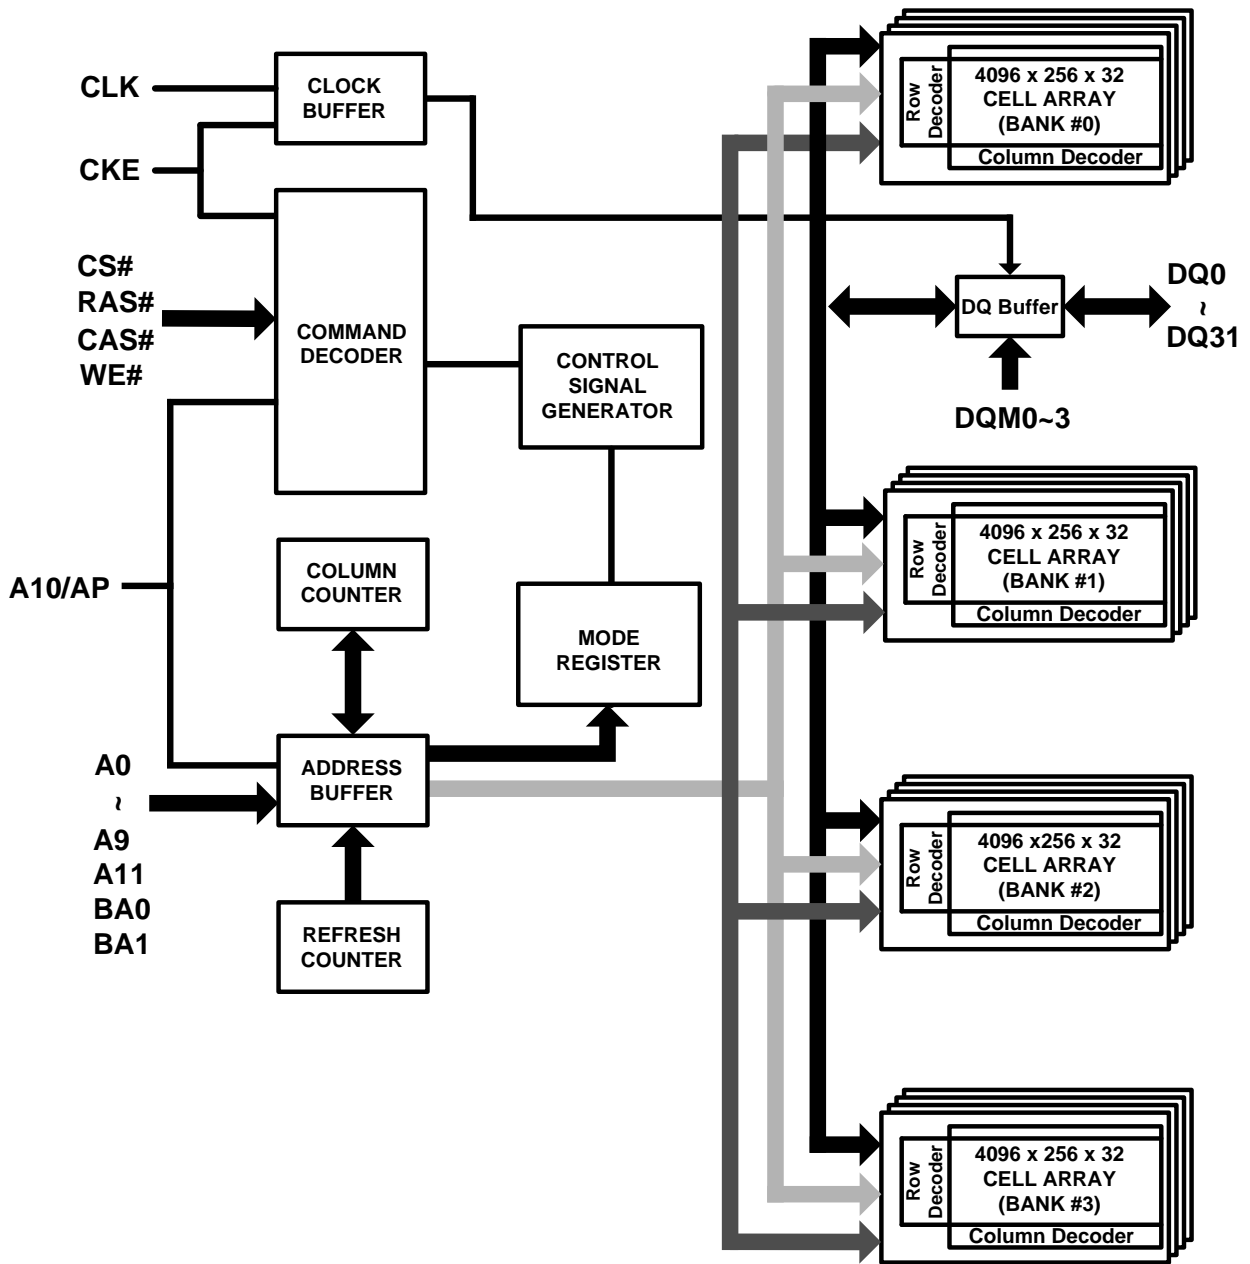 CLK
CKE
CLOCK
BUFFER
CS#
RAS#
CAS#
WE#
COMMAND
DECODER
CONTROL
SIGNAL
GENERATOR
A10/AP
COLUMN
COUNTER
MODE
REGISTER
A0
~
A9
A11
BA0
BA1
ADDRESS
BUFFER
REFRESH
COUNTER
Row
Decoder
4096 x 256 x 32
CELL ARRAY
(BANK #0)
Column Decoder
DQ Buffer
DQ0
~
DQ31
DQM0~3
Row
Decoder
4096 x 256 x 32
CELL ARRAY
(BANK #1)
Column Decoder
Row
Decoder
4096 x256 x 32
CELL ARRAY
(BANK #2)
Column Decoder
Row
Decoder
4096 x 256 x 32
CELL ARRAY
(BANK #3)
Column Decoder